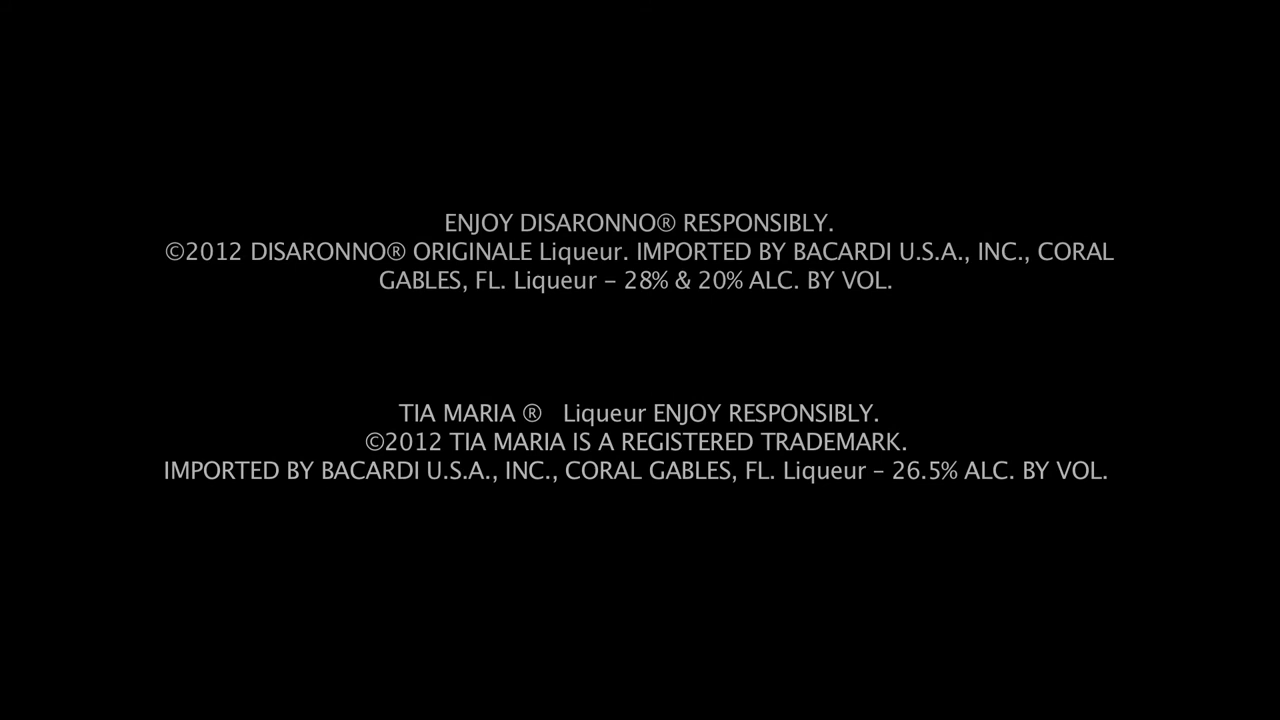 ENJOY DISARONNO® RESPONSIBLY.
©2012 DISARONNO® ORIGINALE Liqueur. IMPORTED BY BACARDI U.S.A., INC., CORAL
GABLES, FL. Liqueur – 28% & 20% ALC. BY VOL.
TIA MARIA ® Liqueur ENJOY RESPONSIBLY.
©2012 TIA MARIA IS A REGISTERED TRADEMARK.
IMPORTED BY BACARDI U.S.A., INC., CORAL GABLES, FL. Liqueur – 26.5% ALC. BY VOL.